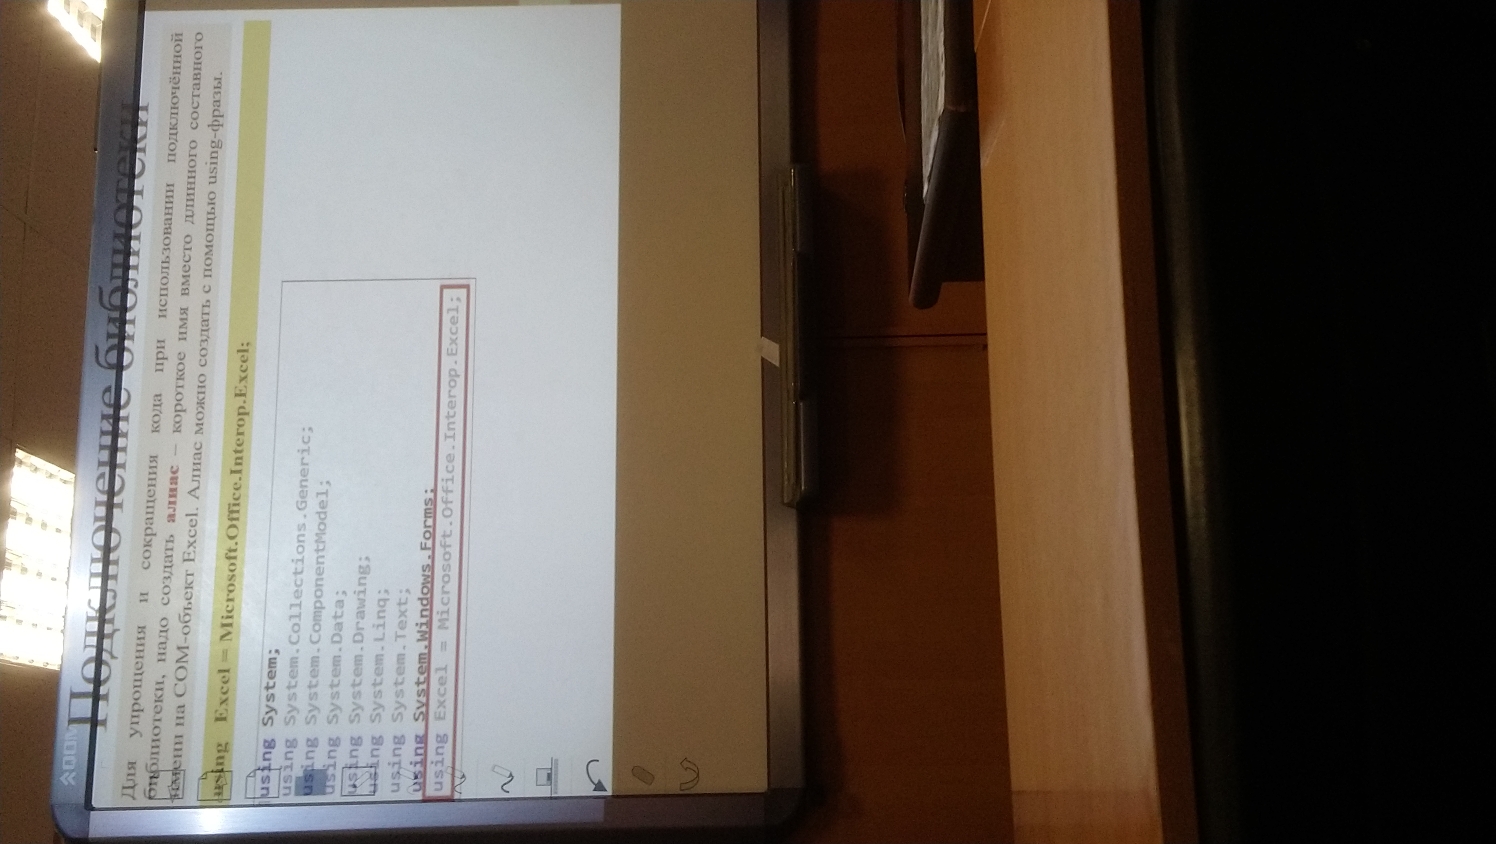 Подключение библиотеки
Для упрощения и сокращения кода при использовании подключённой
библиотеки, надо создать алиас – короткое имя вместо длинного составного
имени на COM-объект Excel. Алиас можно создать с помощью using-фразы.
using Excel = Microsoft.Office.Interop.Excel;
using System;
using System.Collections.Generic;
using System.ComponentModel;
using System.Data;
using System.Drawing;
using System.Linq;
using System.Text;
using System.Windows.Forms;
using Excel = Microsoft.Office.Interop.Excel;